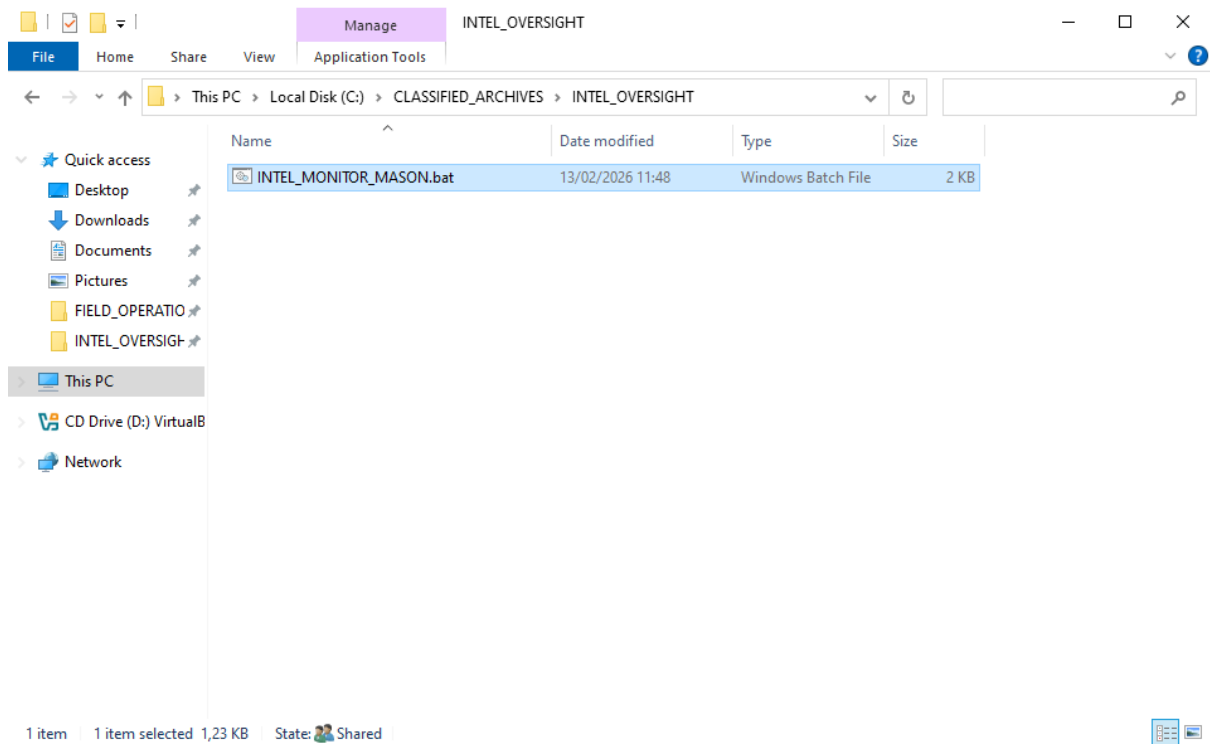 Manage INTEL_OVERSIGHT
File Home Share View Application Tools
This PC Local Disk (C:) CLASSIFIED_ARCHIVES INTEL_OVERSIGHT
Name Date modified Type Size
Quick access
INTEL_MONITOR_MASON.bat 13/02/2026 11:48 Windows Batch File 2 KB
Desktop
Downloads
Documents
Pictures
FIELD_OPERATIO
INTEL_OVERSIGH
This PC
CD Drive (D:) VirtualB
Network
1 item 1 item selected 1,23 KB State: Shared